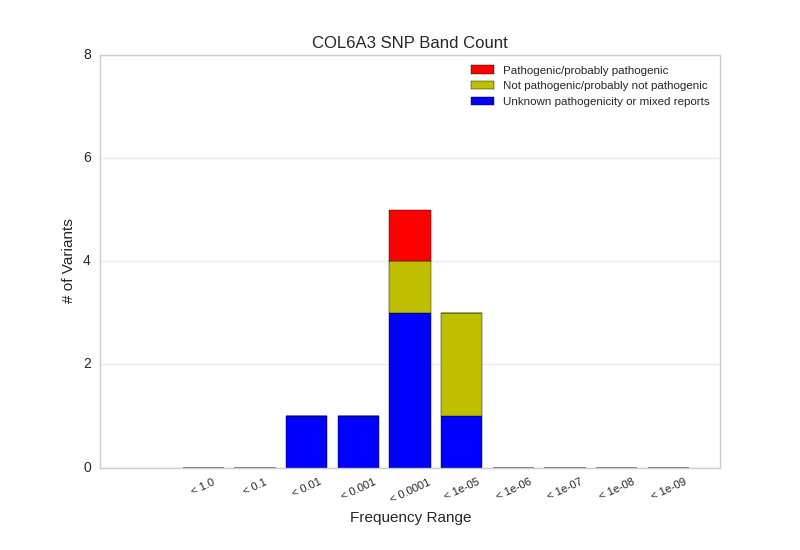 COL6A3 SNP Band Count
8
6
4
2
0
# of Variants
Pathogenic/probably pathogenic
Not pathogenic/probably not pathogenic
Unknown pathogenicity or mixed reports
< 1.0
< 0.1
< 0.01
< 0.001
< 0.0001
< 1e-05
< 1e-06
< 1e-07
< 1e-08
< 1e-09
Frequency Range